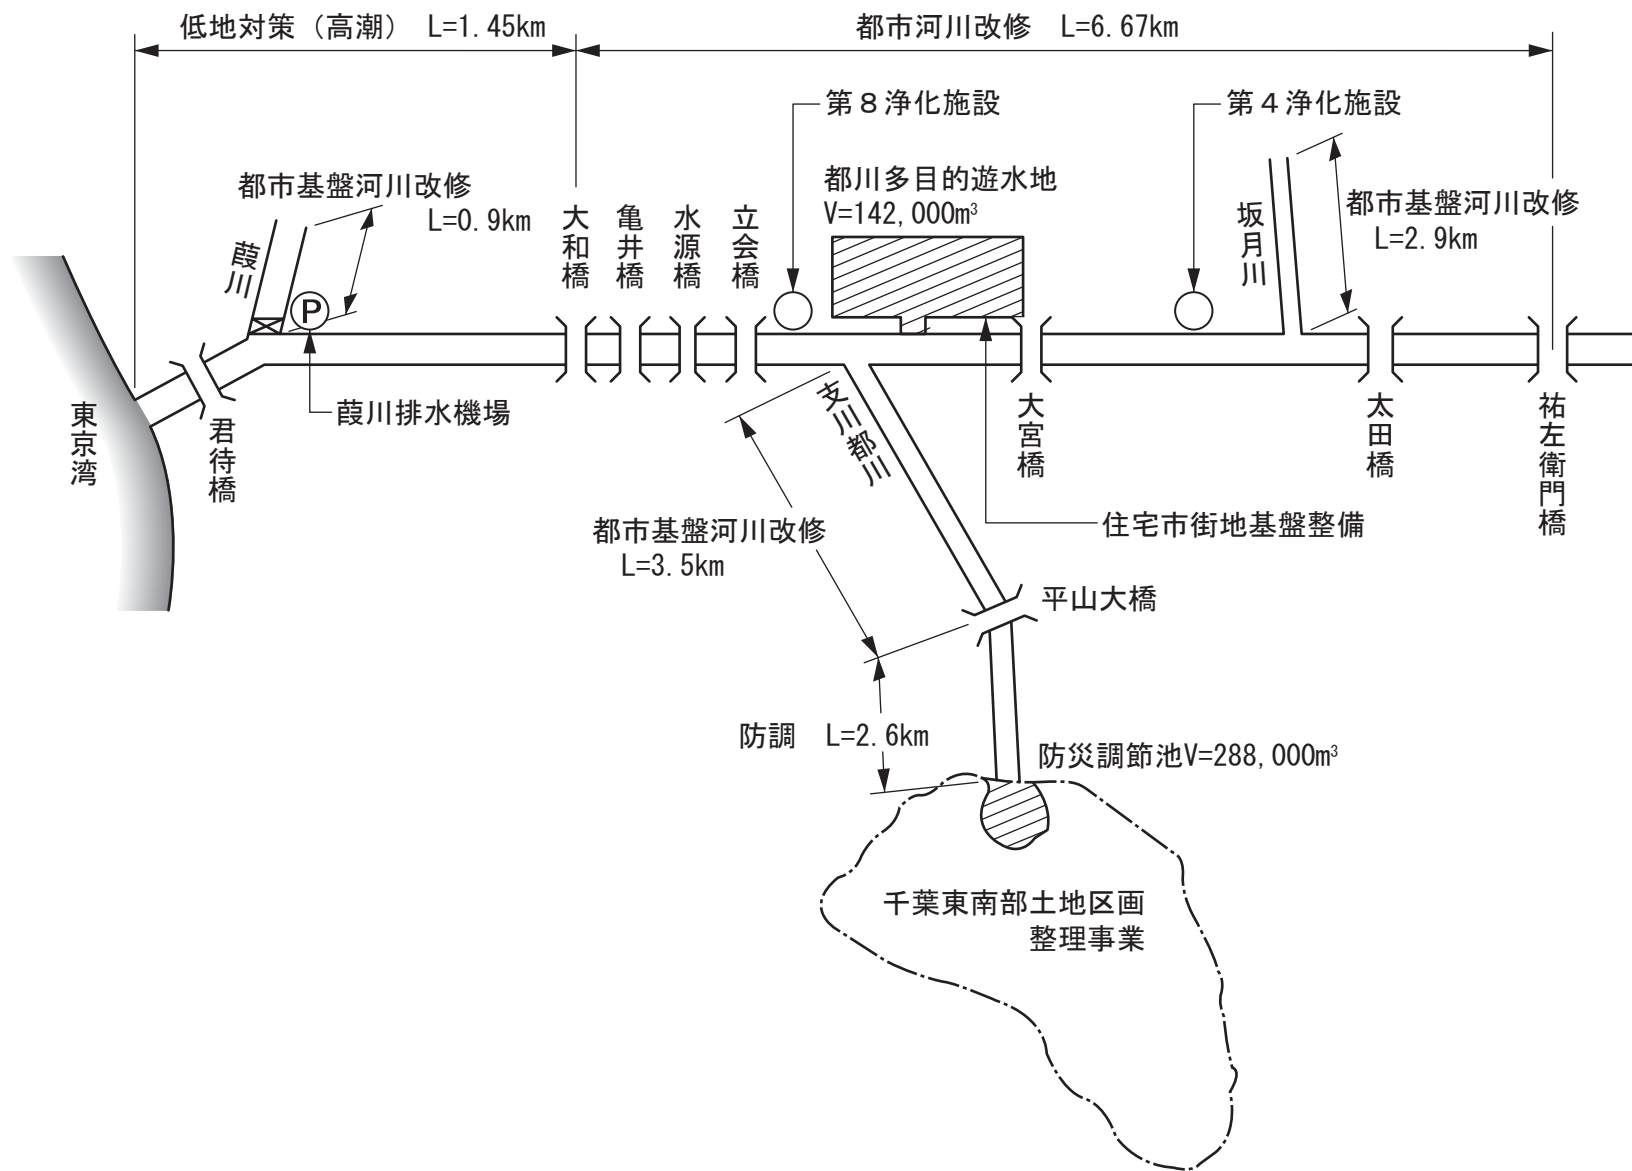 低地対策（高潮） L=1.45km
都市河川改修 L=6.67km
第８浄化施設
第４浄化施設
都市基盤河川改修
L=0.9km
葭川
P
大和橋
亀井橋
水源橋
立会橋
都川多目的遊水地
V=142,000m³
坂月川
都市基盤河川改修
L=2.9km
東京湾
君待橋
葭川排水機場
支川都川
大宮橋
太田橋
祐左衛門橋
都市基盤河川改修
L=3.5km
住宅市街地基盤整備
平山大橋
防調 L=2.6km
防災調節池V=288,000m³
千葉東南部土地区画
整理事業